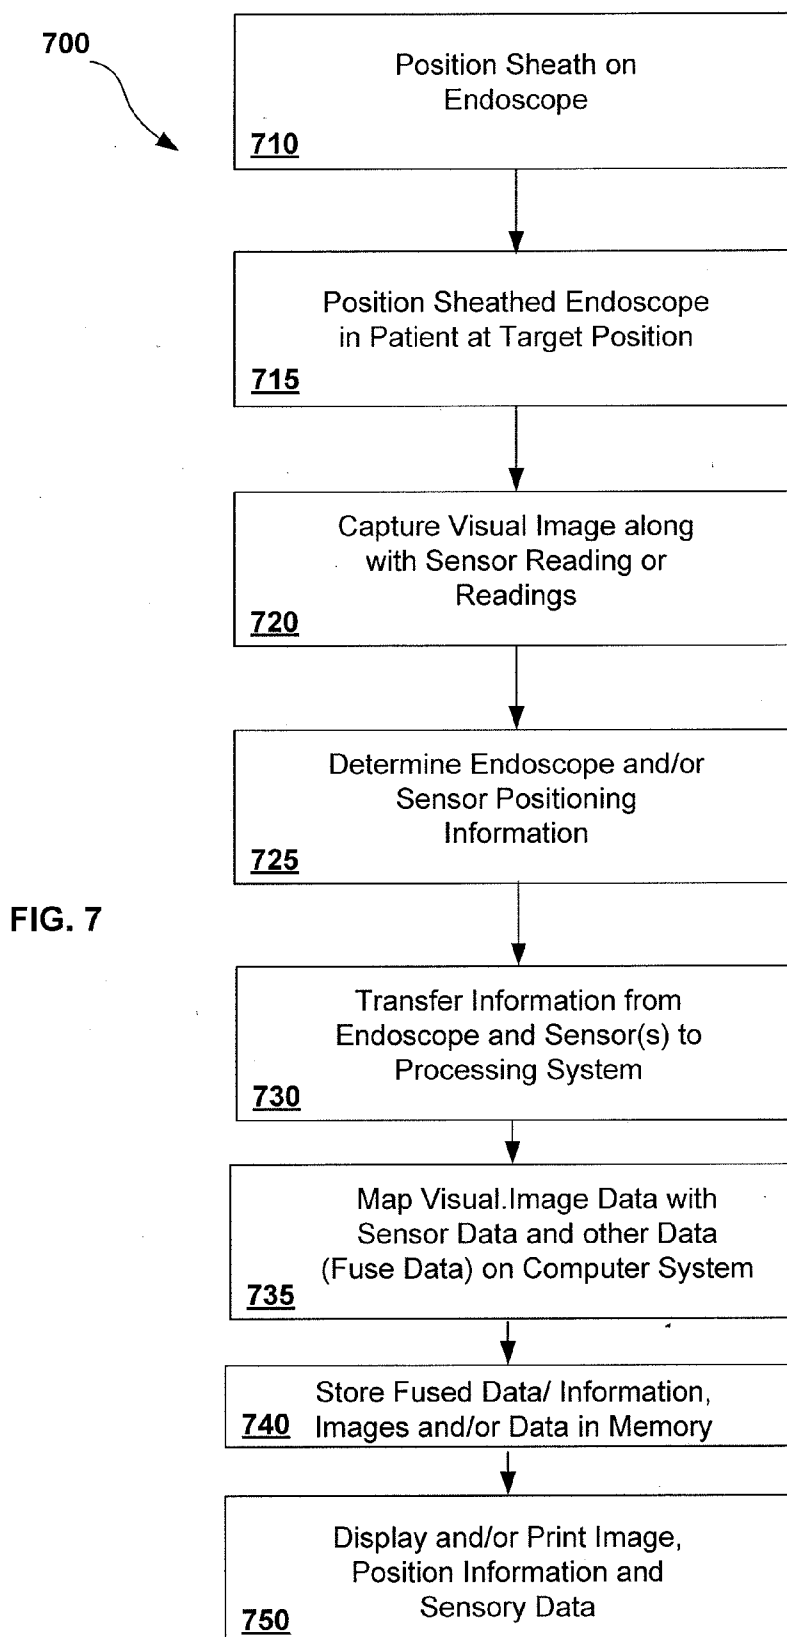 700
Position Sheath on
Endoscope
710
Position Sheathed Endoscope
in Patient at Target Position
715
Capture Visual Image along
with Sensor Reading or
Readings
720
Determine Endoscope and/or
Sensor Positioning
Information
725
FIG. 7
Transfer Information from
Endoscope and Sensor(s) to
Processing System
730
Map Visual.Image Data with
Sensor Data and other Data
(Fuse Data) on Computer System
735
Store Fused Data/ Information,
Images and/or Data in Memory
740
Display and/or Print Image,
Position Information and
Sensory Data
750